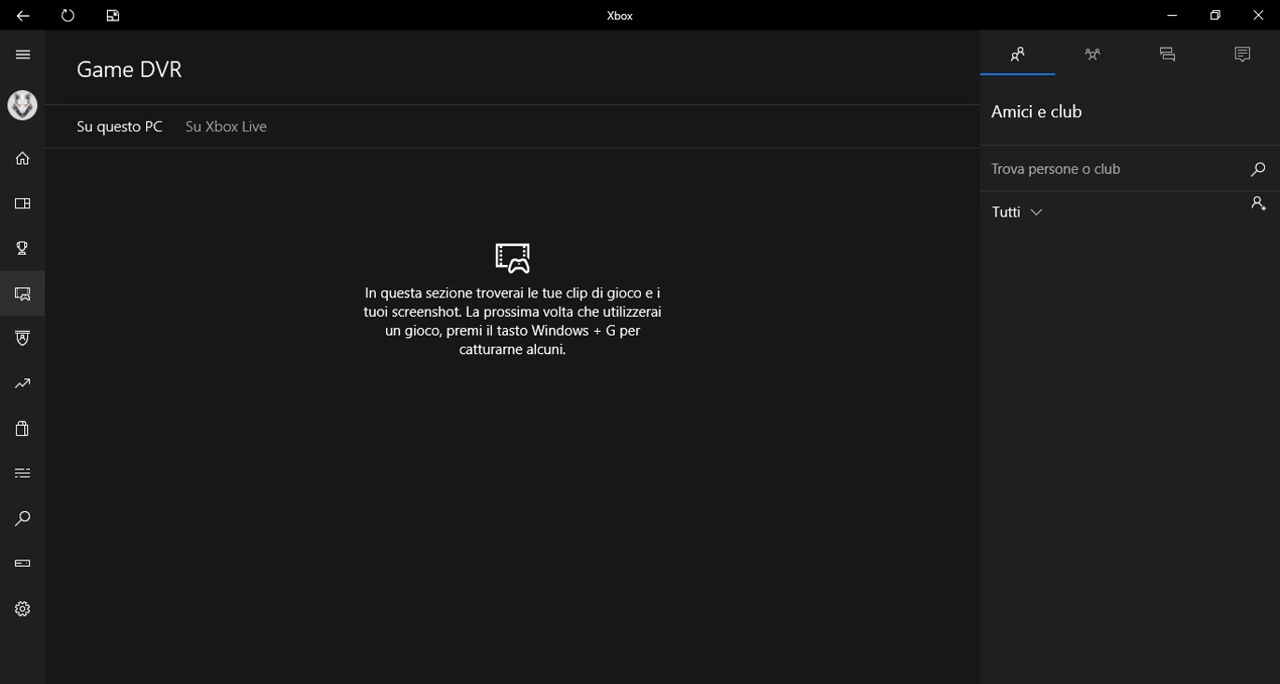 Xbox
Game DVR
Su questo PC
Su Xbox Live
In questa sezione troverai le tue clip di gioco e i
tuoi screenshot. La prossima volta che utilizzerai
un gioco, premi il tasto Windows + G per
catturarne alcuni.
Amici e club
Trova persone o club
Tutti